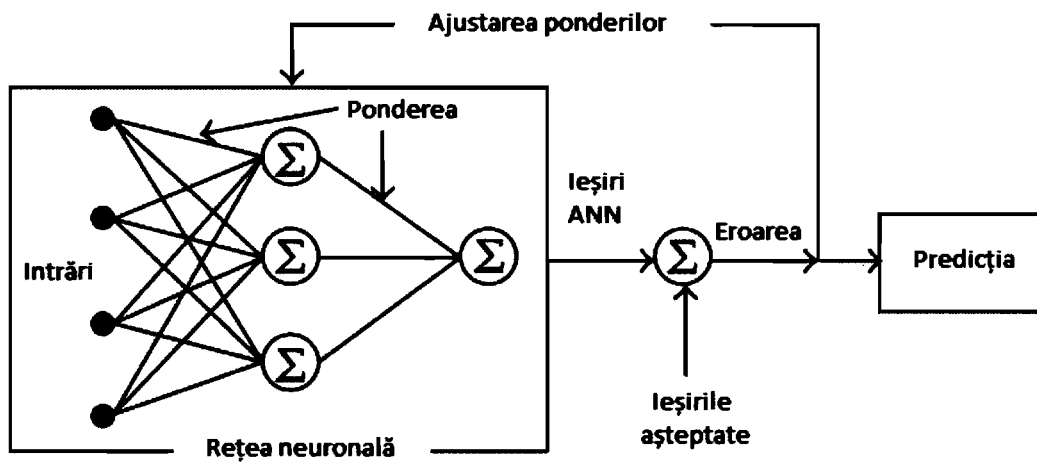 Ajustarea ponderilor
Ponderea
Σ
Σ
Σ
Σ
Intrări
Rețea neuronală
Ieșiri
ANN
Σ
Eroarea
Ieșirile
așteptate
Predicția